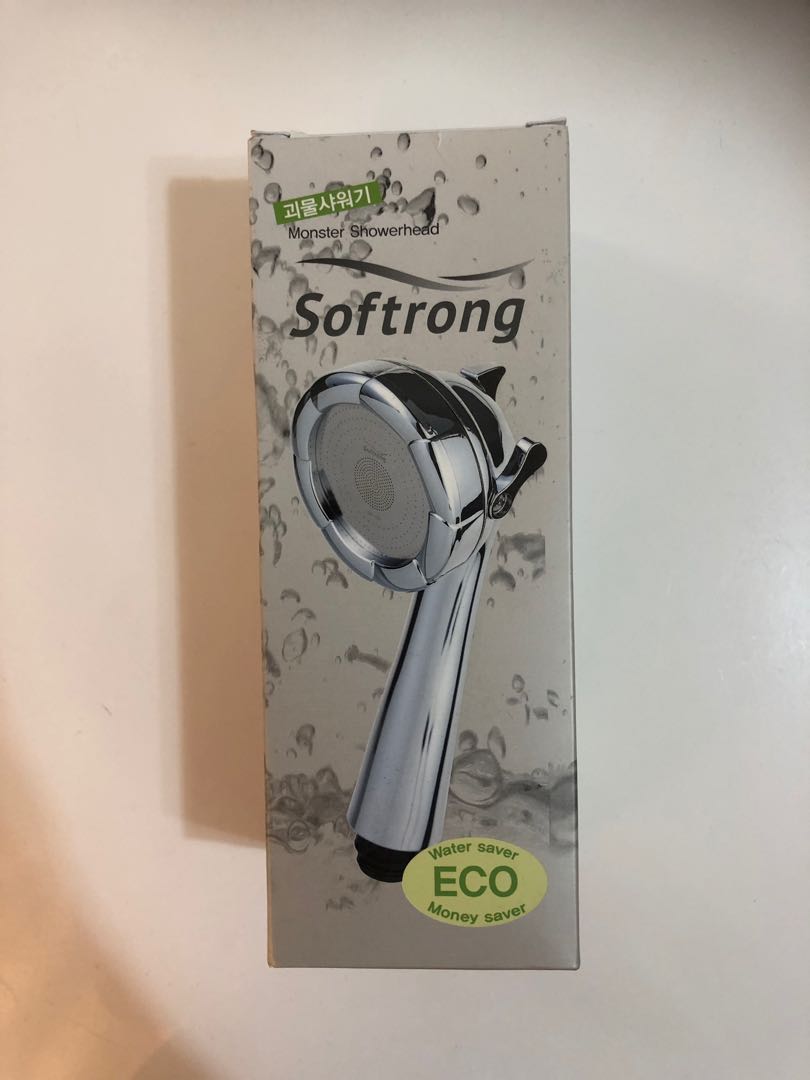 괴물샤워기
Monster Showerhead
Softrong
Water saver
ECO
Money saver